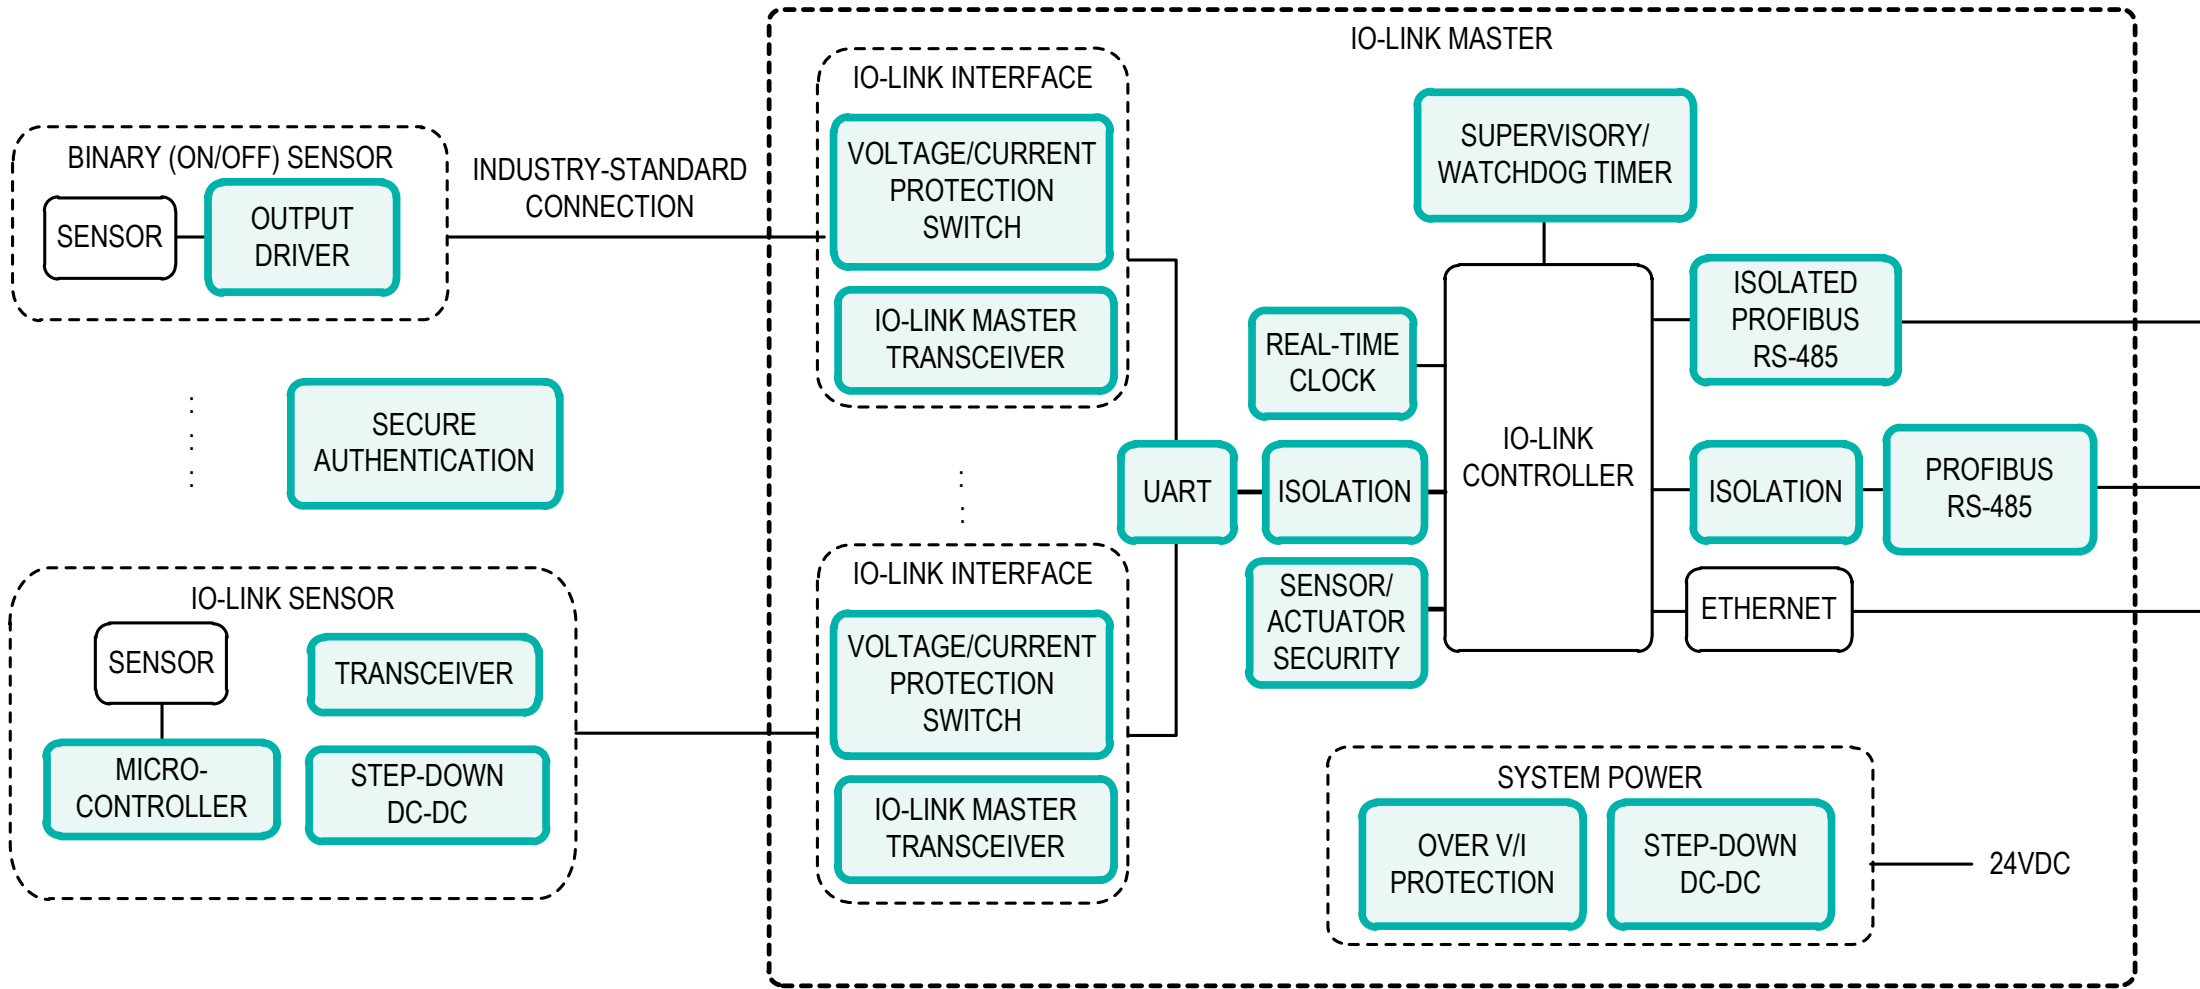 IO-LINK MASTER
BINARY (ON/OFF) SENSOR
SENSOR
OUTPUT
DRIVER
INDUSTRY-STANDARD
CONNECTION
SECURE
AUTHENTICATION
IO-LINK SENSOR
SENSOR
TRANSCEIVER
MICRO-
CONTROLLER
STEP-DOWN
DC-DC
IO-LINK INTERFACE
VOLTAGE/CURRENT
PROTECTION
SWITCH
IO-LINK MASTER
TRANSCEIVER
IO-LINK INTERFACE
VOLTAGE/CURRENT
PROTECTION
SWITCH
IO-LINK MASTER
TRANSCEIVER
UART
ISOLATION
REAL-TIME
CLOCK
SENSOR/
ACTUATOR
SECURITY
SUPERVISORY/
WATCHDOG TIMER
IO-LINK
CONTROLLER
ISOLATED
PROFIBUS
RS-485
ISOLATION
PROFIBUS
RS-485
ETHERNET
SYSTEM POWER
OVER V/I
PROTECTION
STEP-DOWN
DC-DC
24VDC